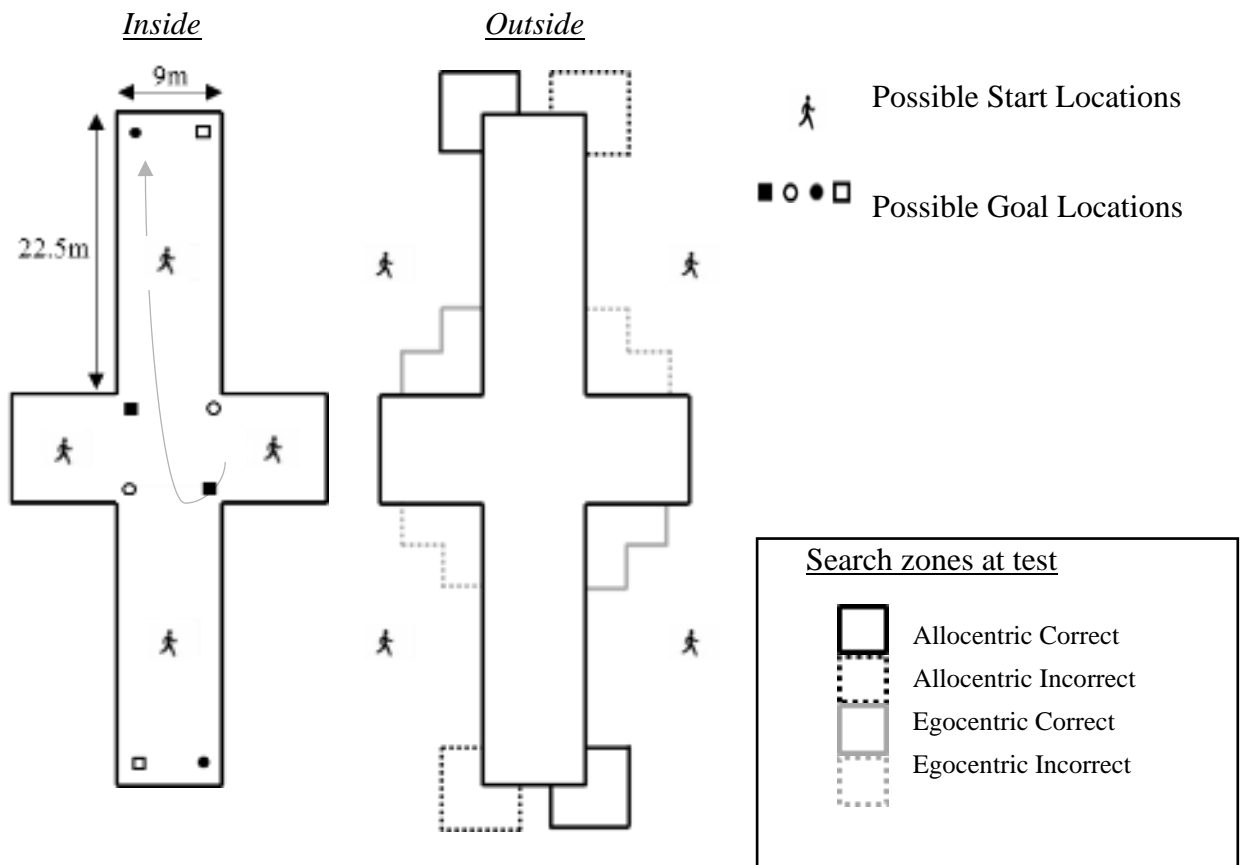 Inside
Outside
9m
22.5m
Possible Start Locations
Possible Goal Locations
Search zones at test
Allocentric Correct
Allocentric Incorrect
Egocentric Correct
Egocentric Incorrect